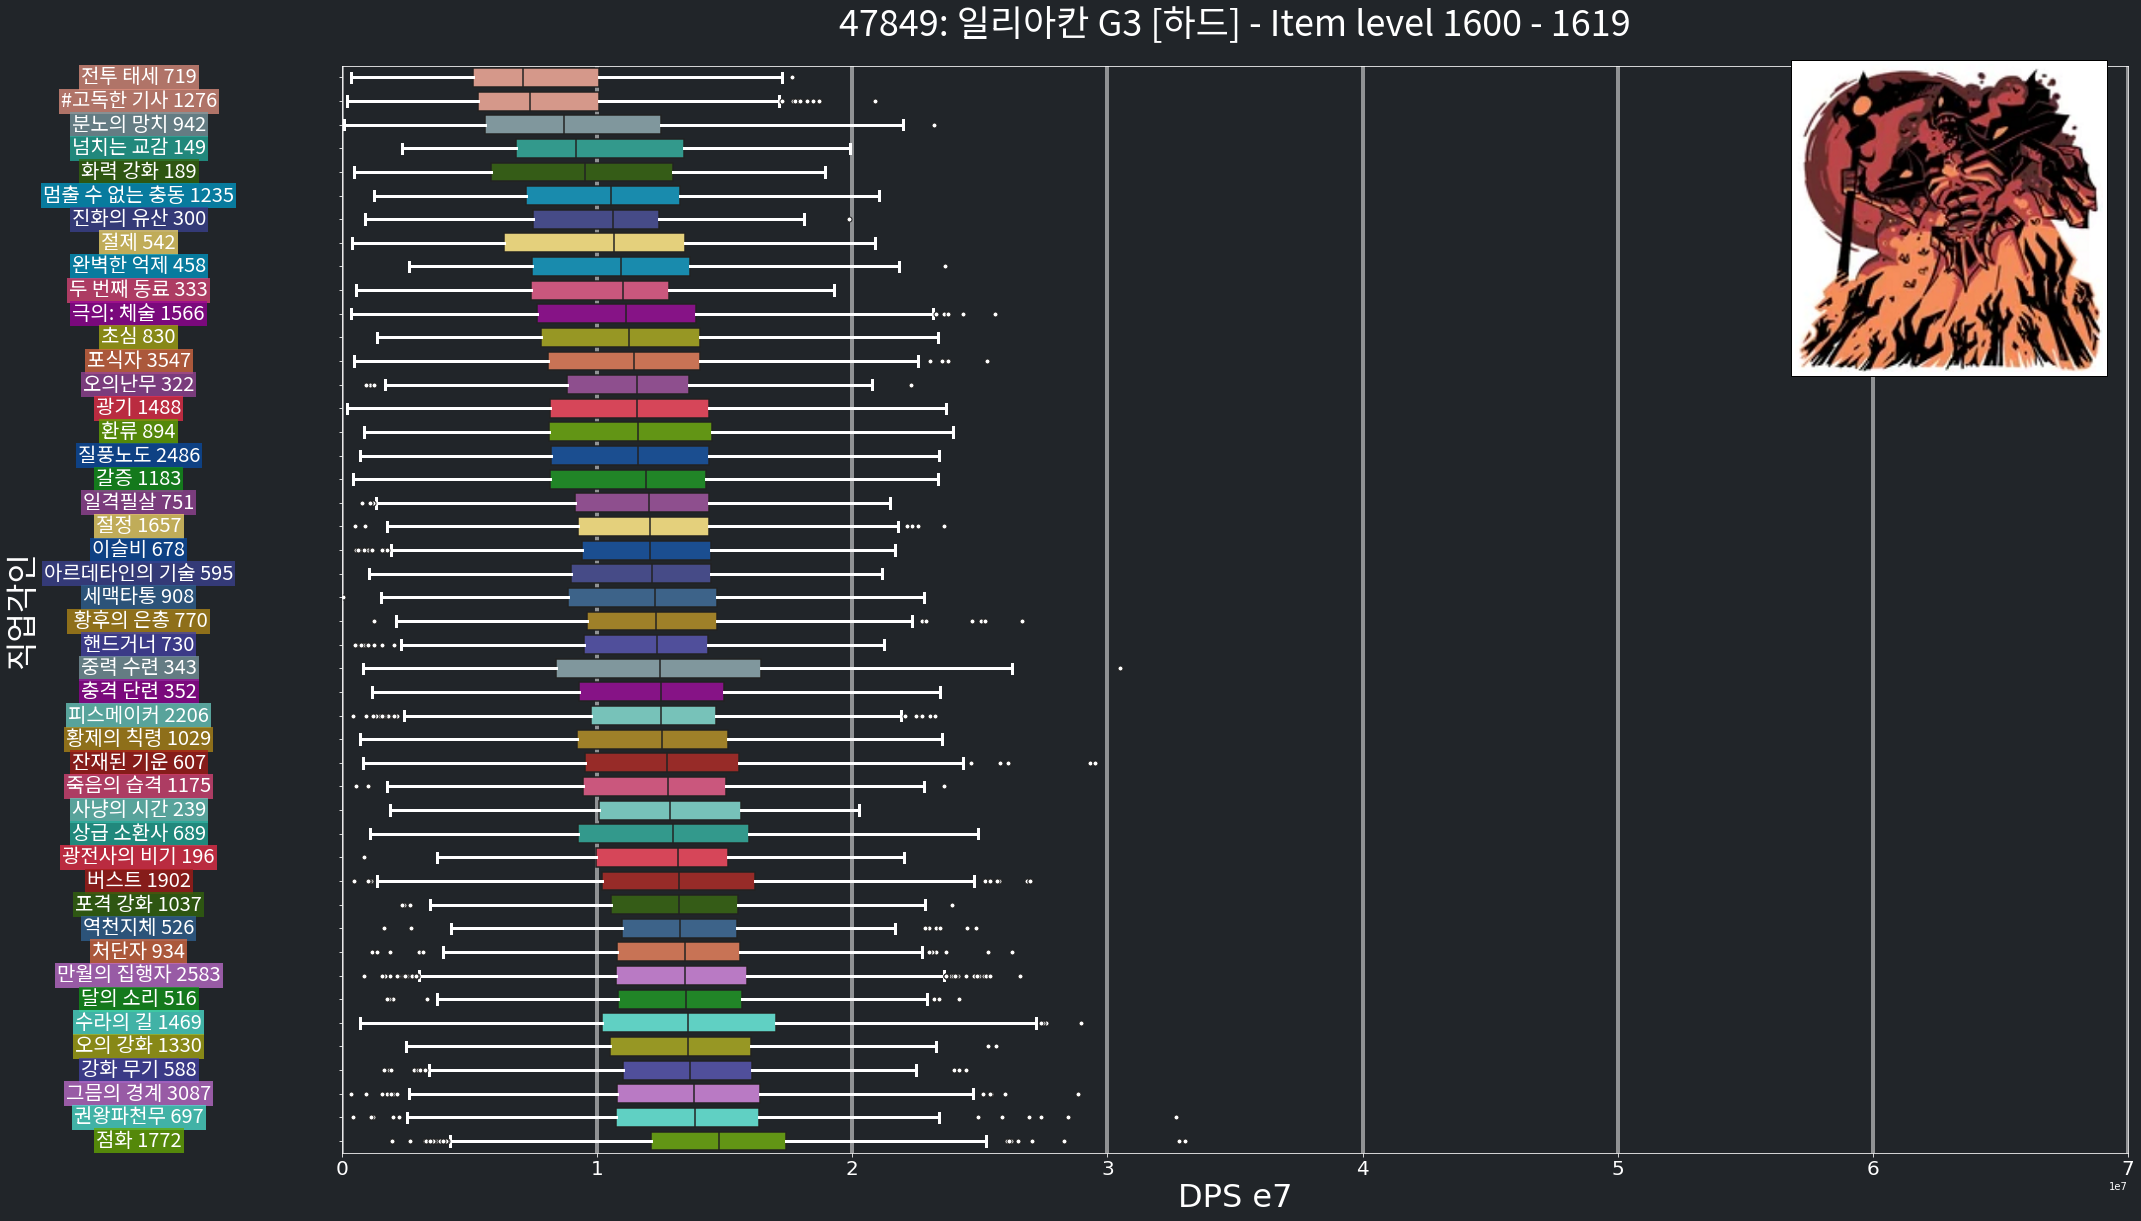 47849: 일리아칸 G3 [하드] - Item level 1600 - 1619
직업각인
전투 태세 719
#고독한 기사 1276
분노의 망치 942
넘치는 교감 149
화력 강화 189
멈출 수 없는 충동 1235
진화의 유산 300
절제 542
완벽한 억제 458
두 번째 동료 333
극의: 체술 1566
초심 830
포식자 3547
오의난무 322
광기 1488
환류 894
질풍노도 2486
갈증 1183
일격필살 751
절정 1657
이슬비 678
아르데타인의 기술 595
세맥타통 908
황후의 은총 770
핸드거너 730
중력 수련 343
충격 단련 352
피스메이커 2206
황제의 칙령 1029
잔재된 기운 607
죽음의 습격 1175
사냥의 시간 239
상급 소환사 689
광전사의 비기 196
버스트 1902
포격 강화 1037
역천지체 526
처단자 934
만월의 집행자 2583
달의 소리 516
수라의 길 1469
오의 강화 1330
강화 무기 588
그믐의 경계 3087
권왕파천무 697
점화 1772
0 1 2 3 4 5 6 7
DPS e7
1e7